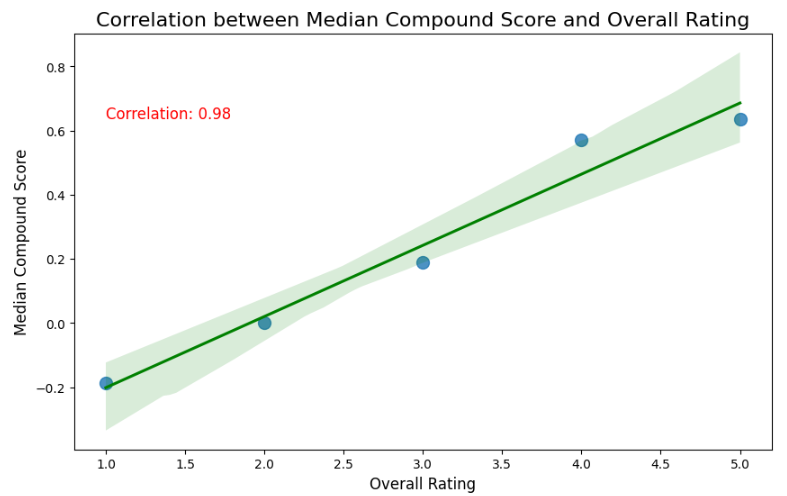 Correlation between Median Compound Score and Overall Rating
Correlation: 0.98
Median Compound Score
0.8
0.6
0.4
0.2
0.0
−0.2
1.0 1.5 2.0 2.5 3.0 3.5 4.0 4.5 5.0
Overall Rating